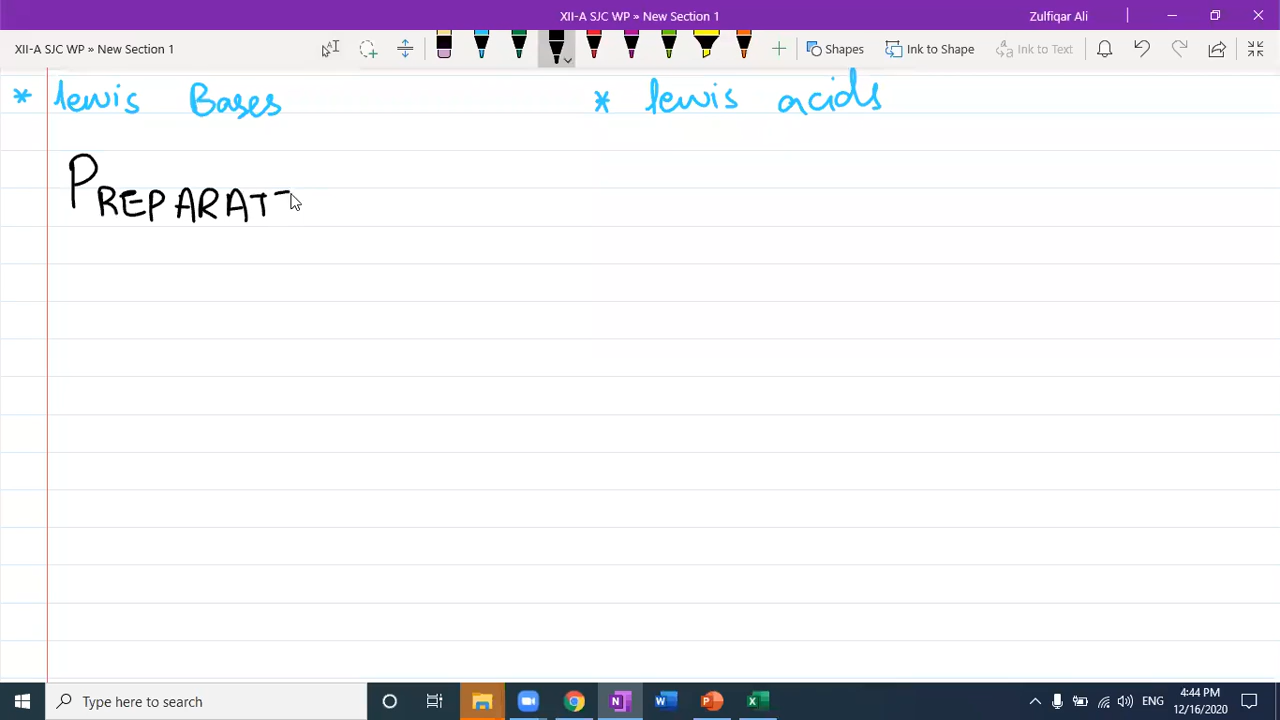 XII-A SJC WP » New Section 1
Zulfiqar Ali
XII-A SJC WP » New Section 1
Shapes
Ink to Shape
Ink to Text
* lewis Bases
* lewis acids
PREPARAT
Type here to search
ENG
4:44 PM
12/16/2020